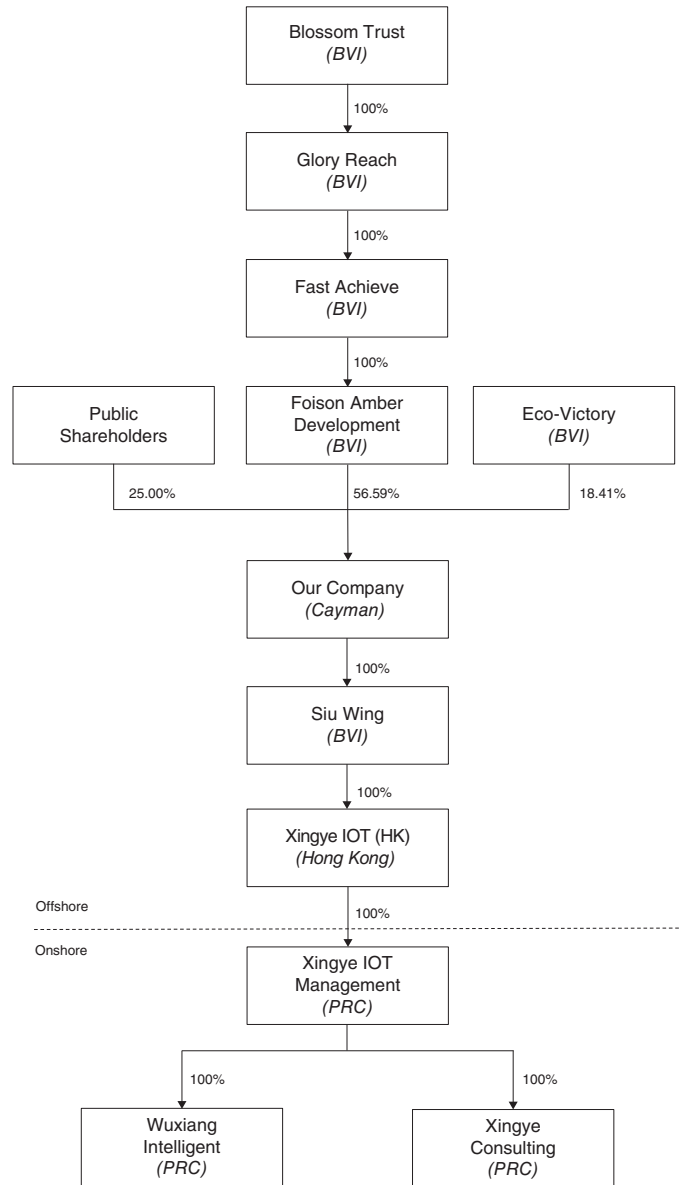 Blossom Trust
(BVI)
100%
Glory Reach
(BVI)
100%
Fast Achieve
(BVI)
100%
Public
Shareholders
Foison Amber
Development
(BVI)
Eco-Victory
(BVI)
25.00%
56.59%
18.41%
Our Company
(Cayman)
100%
Siu Wing
(BVI)
100%
Xingye IOT (HK)
(Hong Kong)
Offshore
100%
Onshore
Xingye IOT
Management
(PRC)
100%
100%
Wuxiang
Intelligent
(PRC)
Xingye
Consulting
(PRC)